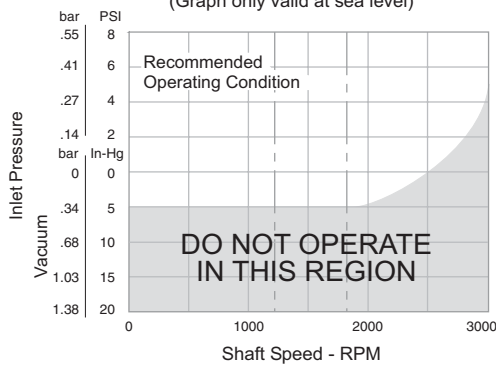 (Graph only valid at sea level)
bar PSI
.55 8
.41 6
.27 4
.14 2
bar In-Hg
0 0
.34 5
.68 10
1.03 15
1.38 20
Inlet Pressure
Vacuum
Recommended
Operating Condition
DO NOT OPERATE
IN THIS REGION
0 1000 2000 3000
Shaft Speed - RPM